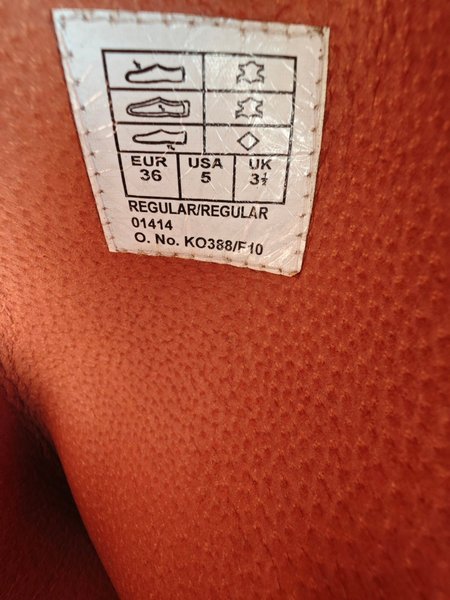 EUR USA UK
36 5 3½
REGULAR/REGULAR
01414
O. No. KO388/F10